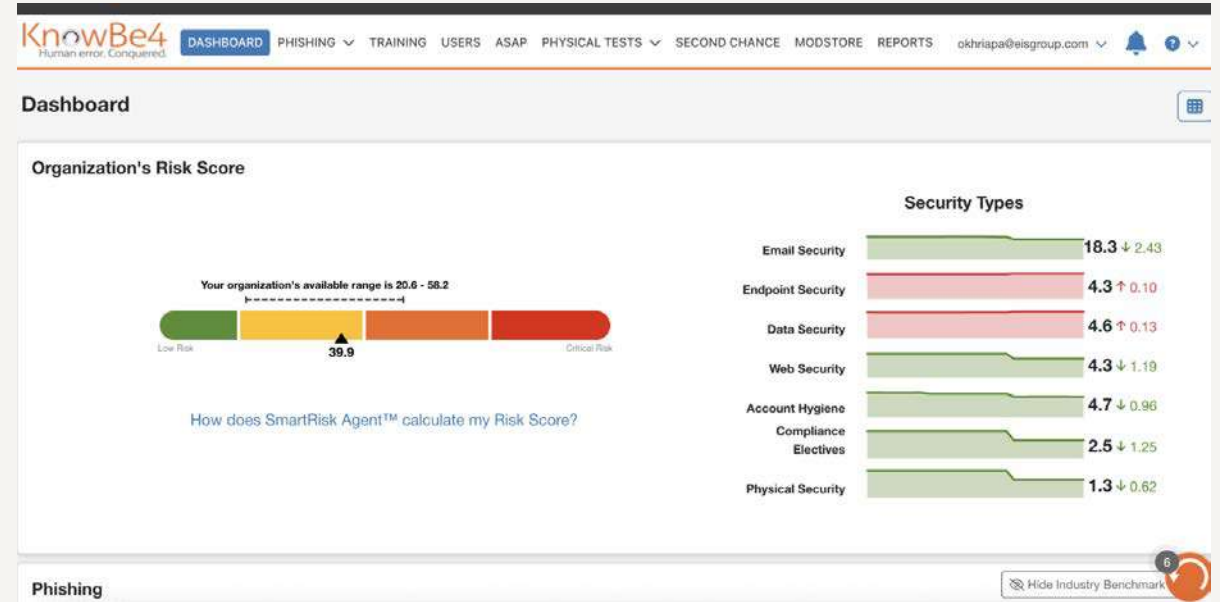 KnowBe4
Human error. Conquered.
DASHBOARD PHISHING TRAINING USERS ASAP PHYSICAL TESTS SECOND CHANCE MODSTORE REPORTS okhriapa@eisgroup.com ?
Dashboard
Organization's Risk Score
Security Types
Email Security 18.3 ↓ 2.43
Your organization's available range is 20.6 - 58.2
Endpoint Security 4.3 ↑ 0.10
Data Security 4.6 ↑ 0.13
Low Risk 39.9 Critical Risk
Web Security 4.3 ↓ 1.19
Account Hygiene 4.7 ↓ 0.96
How does SmartRisk Agent™ calculate my Risk Score?
Compliance
Electives 2.5 ↓ 1.25
Physical Security 1.3 ↓ 0.62
6
Phishing Hide Industry Benchmark